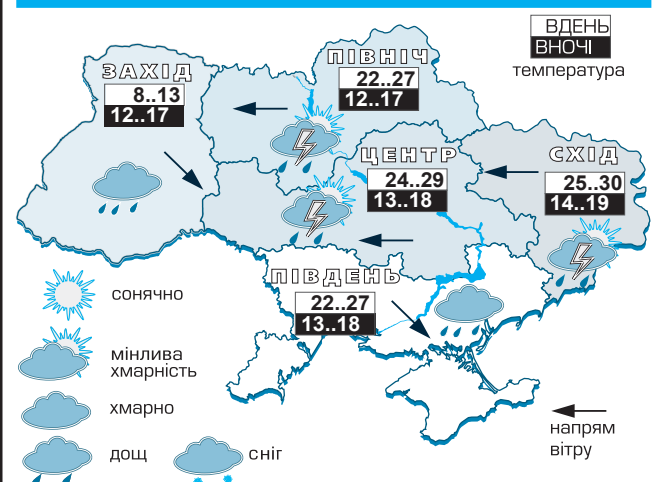 ВДЕНЬ
ВНОЧІ
температура
ЗАХІД
8..13
12..17
ПІВНІЧ
22..27
12..17
ЦЕНТР
24..29
13..18
СХІД
25..30
14..19
ПІВДЕНЬ
22..27
13..18
сонячно
мінлива
хмарність
хмарно
дощ
сніг
напрям
вітру